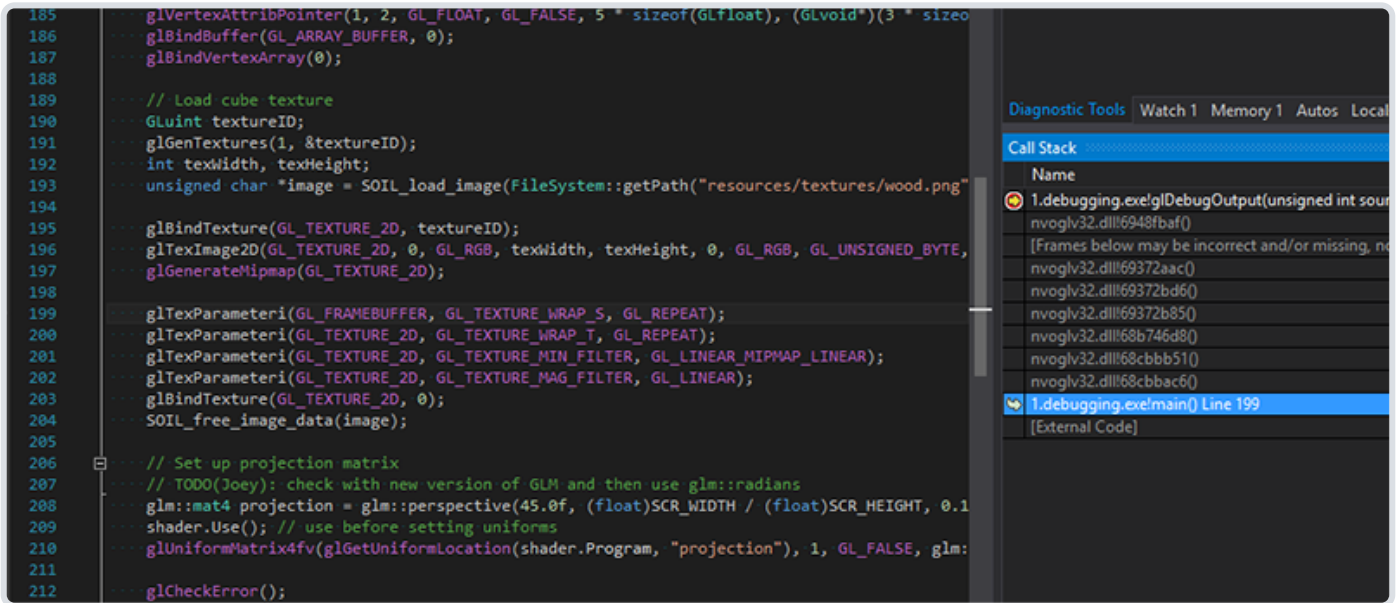 185 glVertexAttribPointer(1, 2, GL_FLOAT, GL_FALSE, 5 * sizeof(GLfloat), (GLvoid*)(3 * sizeo
186 glBindBuffer(GL_ARRAY_BUFFER, 0);
187 glBindVertexArray(0);
188
189 // Load cube texture
190 GLuint textureID;
191 glGenTextures(1, &textureID);
192 int texWidth, texHeight;
193 unsigned char *image = SOIL_load_image(FileSystem::getPath("resources/textures/wood.png"
194
195 glBindTexture(GL_TEXTURE_2D, textureID);
196 glTexImage2D(GL_TEXTURE_2D, 0, GL_RGB, texWidth, texHeight, 0, GL_RGB, GL_UNSIGNED_BYTE,
197 glGenerateMipmap(GL_TEXTURE_2D);
198
199 glTexParameteri(GL_FRAMEBUFFER, GL_TEXTURE_WRAP_S, GL_REPEAT);
200 glTexParameteri(GL_TEXTURE_2D, GL_TEXTURE_WRAP_T, GL_REPEAT);
201 glTexParameteri(GL_TEXTURE_2D, GL_TEXTURE_MIN_FILTER, GL_LINEAR_MIPMAP_LINEAR);
202 glTexParameteri(GL_TEXTURE_2D, GL_TEXTURE_MAG_FILTER, GL_LINEAR);
203 glBindTexture(GL_TEXTURE_2D, 0);
204 SOIL_free_image_data(image);
205
206 // Set up projection matrix
207 // TODO(Joey): check with new version of GLM and then use glm::radians
208 glm::mat4 projection = glm::perspective(45.0f, (float)SCR_WIDTH / (float)SCR_HEIGHT, 0.1
209 shader.Use(); // use before setting uniforms
210 glUniformMatrix4fv(glGetUniformLocation(shader.Program, "projection"), 1, GL_FALSE, glm:
211
212 glCheckError();
Diagnostic Tools Watch 1 Memory 1 Autos Local
Call Stack
Name
1.debugging.exe!glDebugOutput(unsigned int sour
nvoglv32.dll!6948fbaf()
[Frames below may be incorrect and/or missing, no
nvoglv32.dll!69372aac()
nvoglv32.dll!69372bd6()
nvoglv32.dll!69372b85()
nvoglv32.dll!68b746d8()
nvoglv32.dll!68cbbb51()
nvoglv32.dll!68cbbac6()
1.debugging.exe!main() Line 199
[External Code]